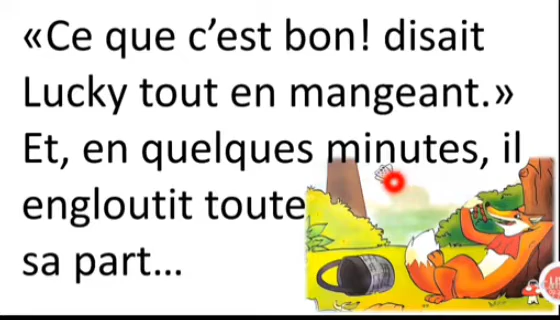 «Ce que c’est bon! disait
Lucky tout en mangeant.»
Et, en quelques minutes, il
engloutit toute
sa part...